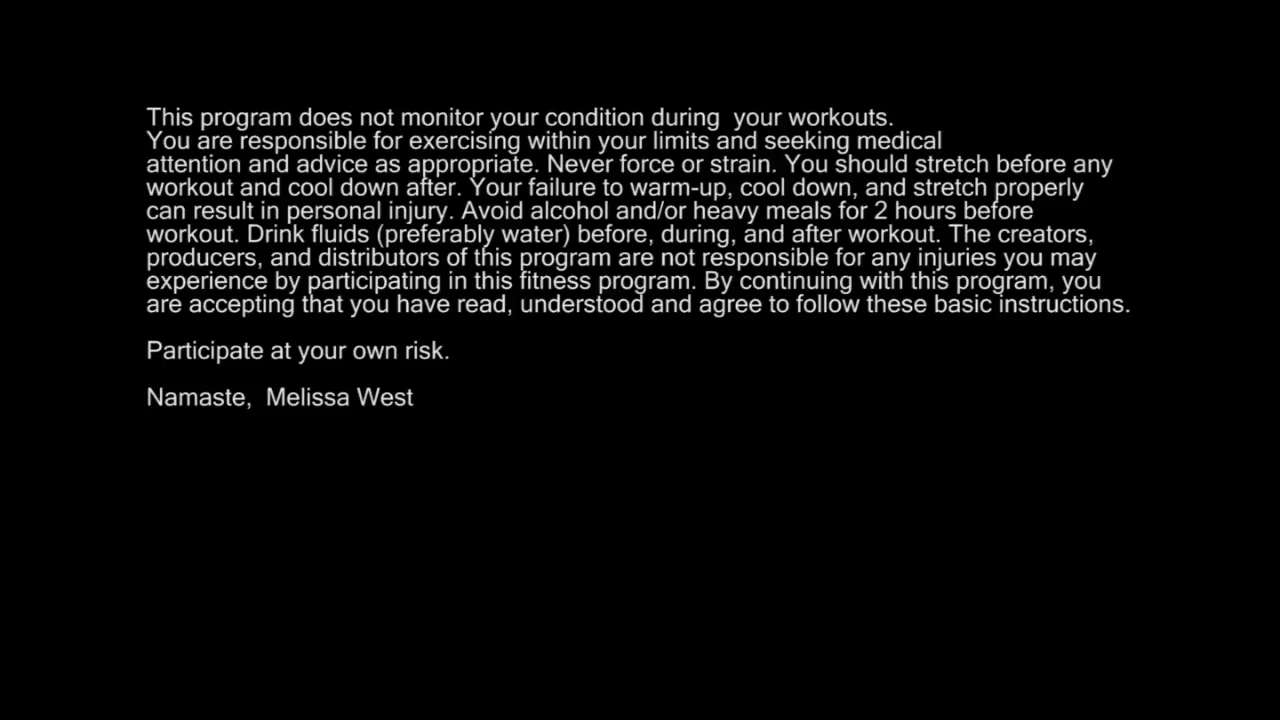 This program does not monitor your condition during  your workouts.
You are responsible for exercising within your limits and seeking medical
attention and advice as appropriate. Never force or strain. You should stretch before any
workout and cool down after. Your failure to warm-up, cool down, and stretch properly
can result in personal injury. Avoid alcohol and/or heavy meals for 2 hours before
workout. Drink fluids (preferably water) before, during, and after workout. The creators,
producers, and distributors of this program are not responsible for any injuries you may
experience by participating in this fitness program. By continuing with this program, you
are accepting that you have read, understood and agree to follow these basic instructions.
Participate at your own risk.
Namaste,  Melissa West